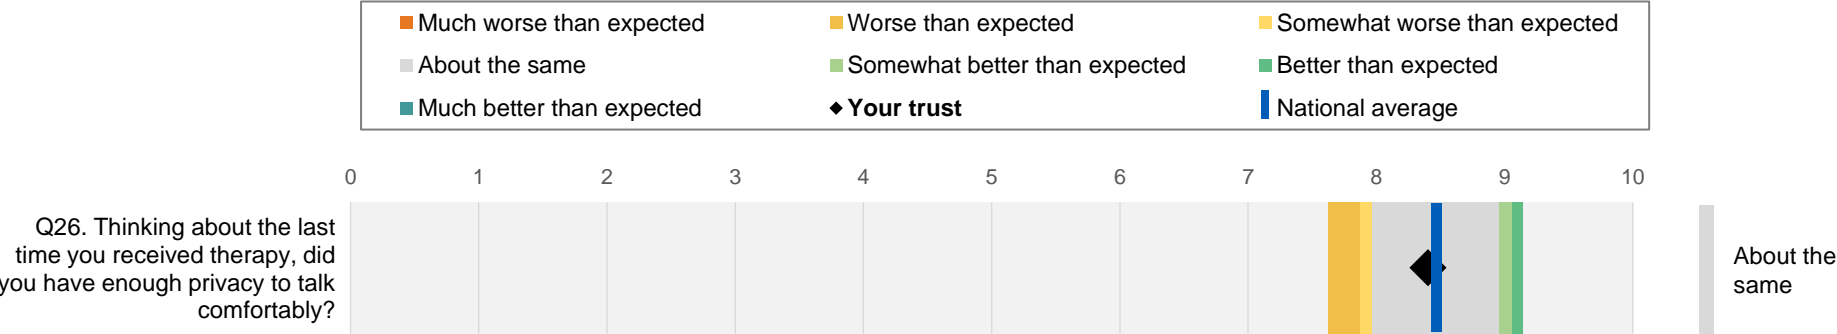 Much worse than expected
Worse than expected
Somewhat worse than expected
About the same
Somewhat better than expected
Better than expected
Much better than expected
Your trust
National average
0 1 2 3 4 5 6 7 8 9 10
Q26. Thinking about the last
time you received therapy, did
you have enough privacy to talk
comfortably?
About the
same